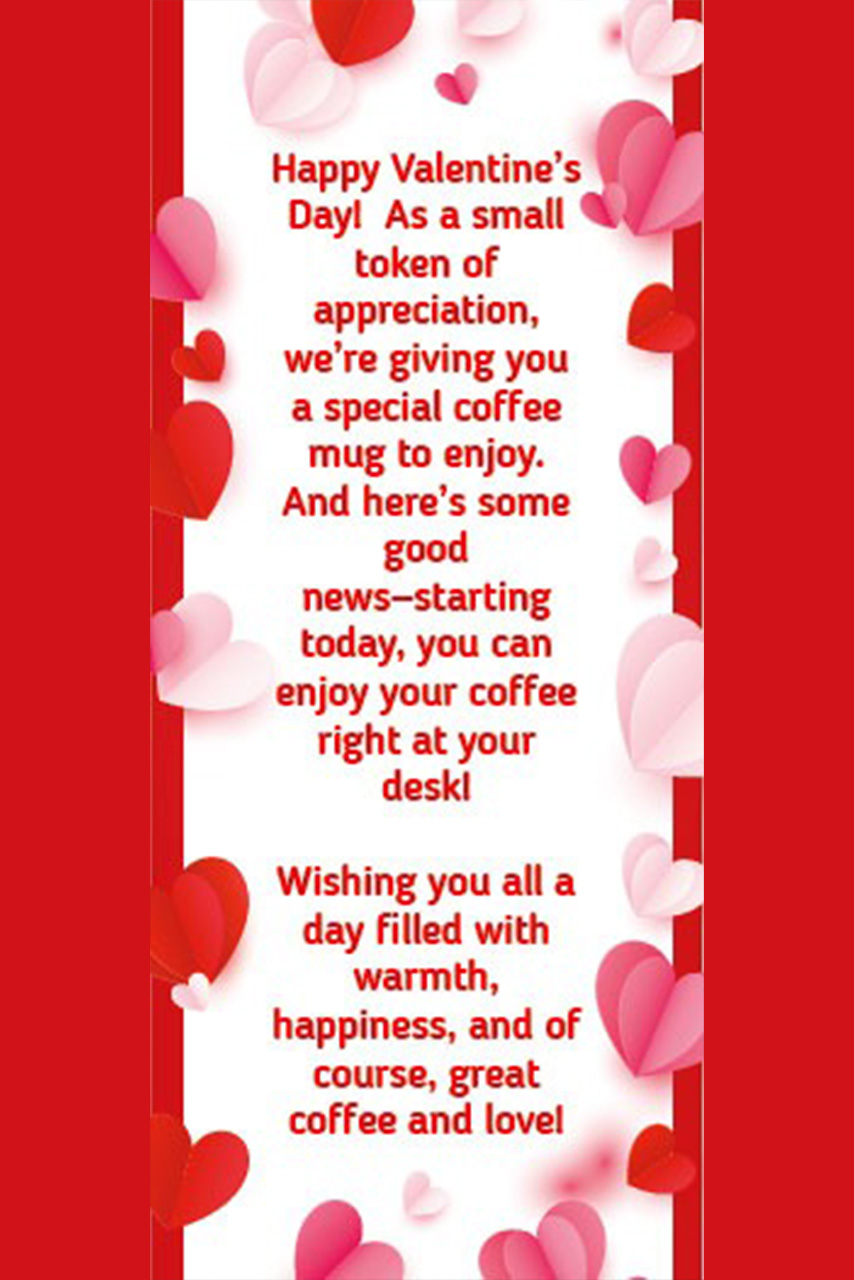 Happy Valentine’s
Day!  As a small
token of
appreciation,
we’re giving you
a special coffee
mug to enjoy.
And here’s some
good
news–starting
today, you can
enjoy your coffee
right at your
desk!
Wishing you all a
day filled with
warmth,
happiness, and of
course, great
coffee and love!